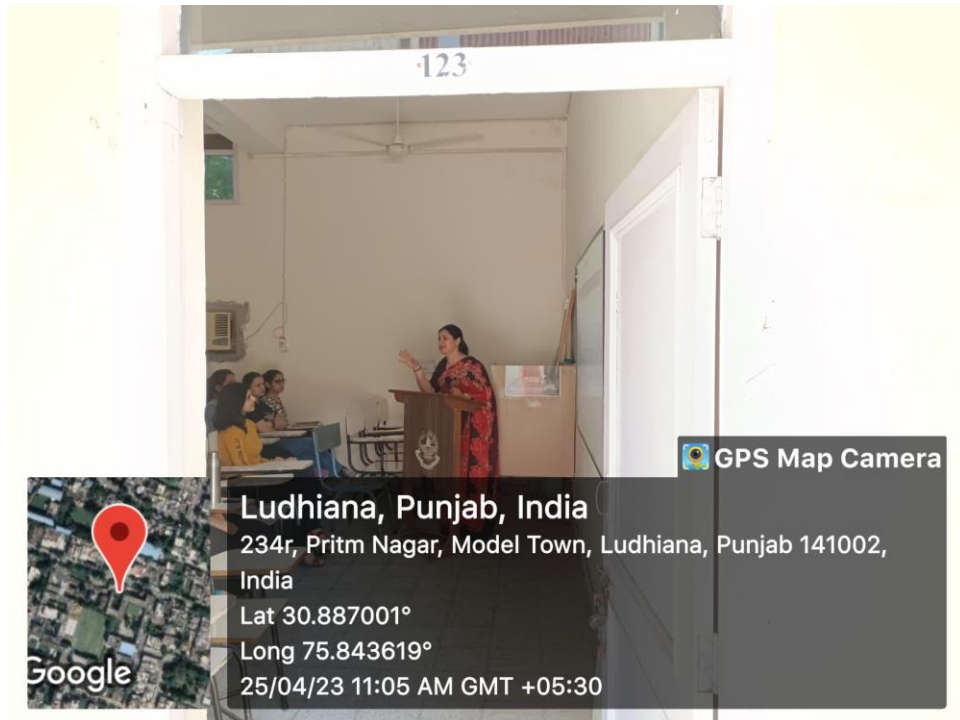 123
GPS Map Camera
Ludhiana, Punjab, India
234r, Pritm Nagar, Model Town, Ludhiana, Punjab 141002,
India
Lat 30.887001°
Long 75.843619°
25/04/23 11:05 AM GMT +05:30
Google